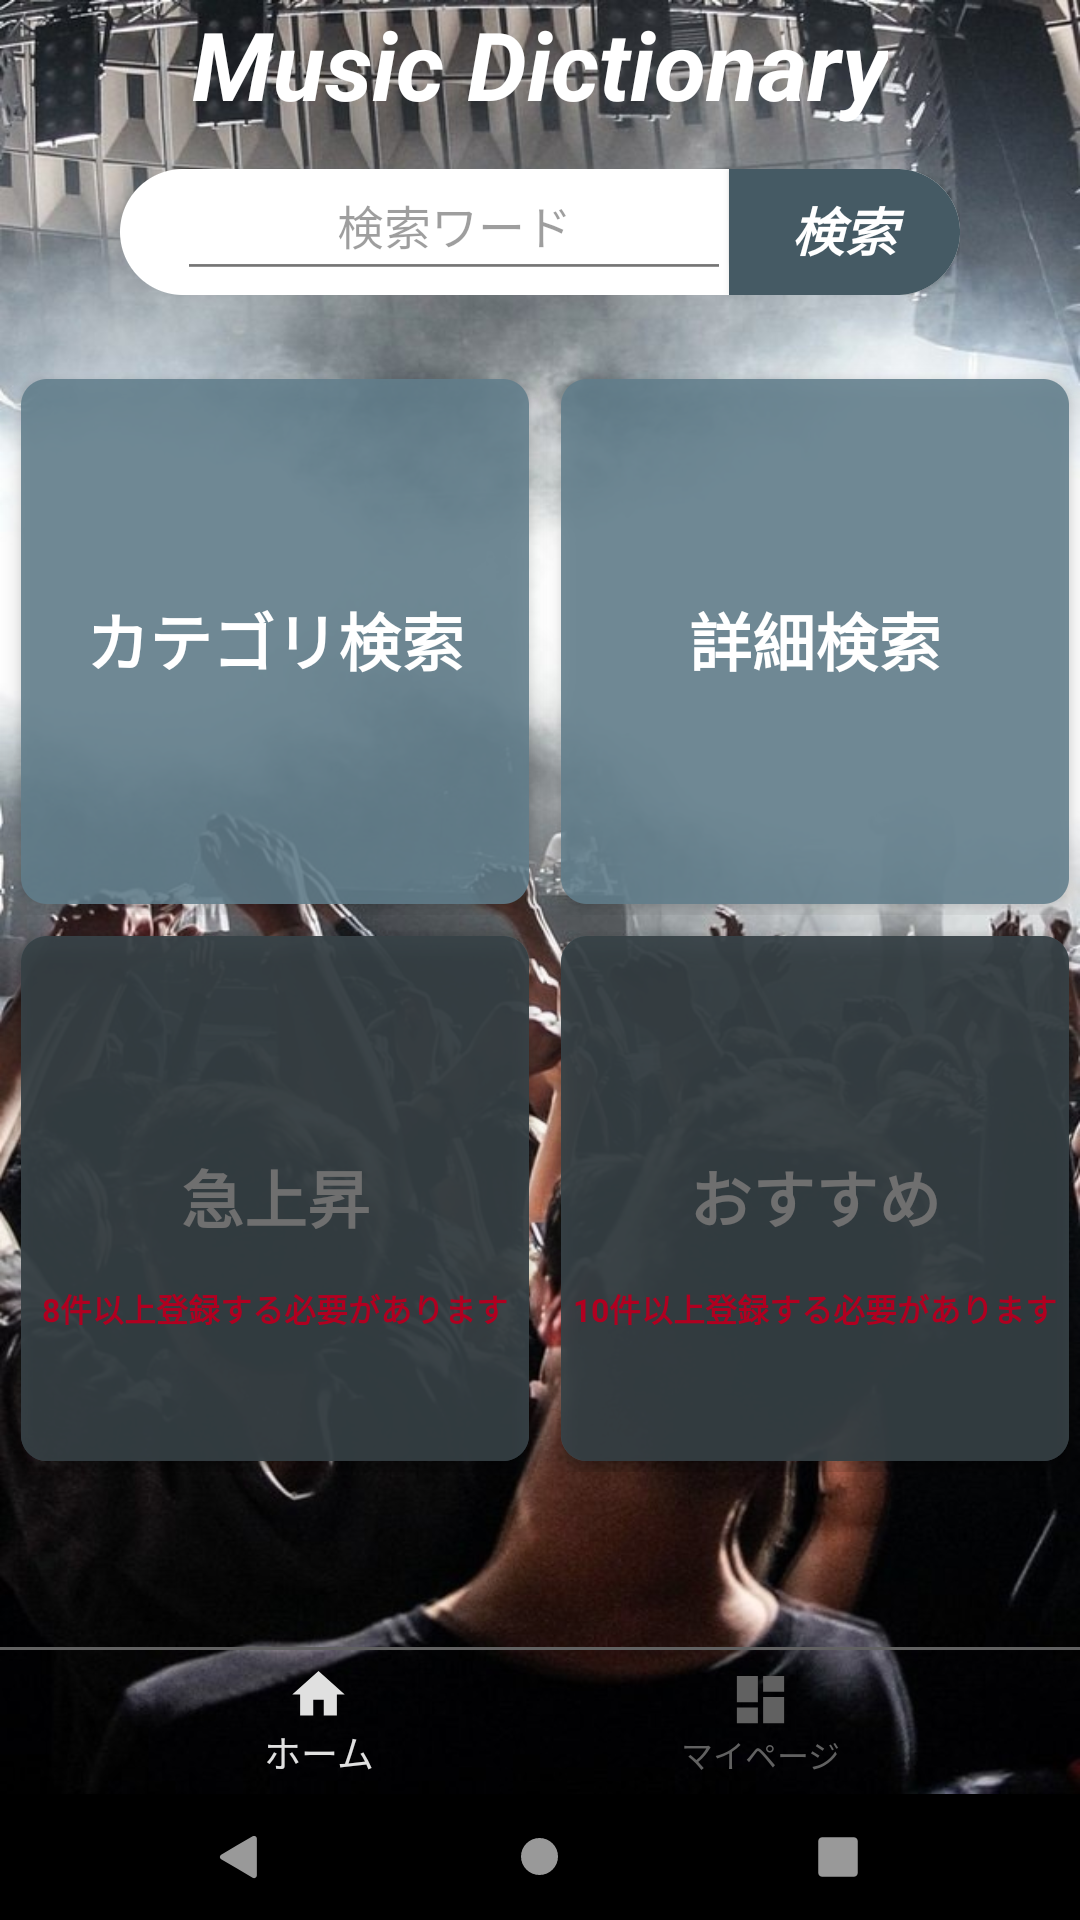 Music Dictionary
検索ワード
検索
カテゴリ検索
詳細検索
急上昇
8件以上登録する必要があります
おすすめ
10件以上登録する必要があります
ホーム
マイページ